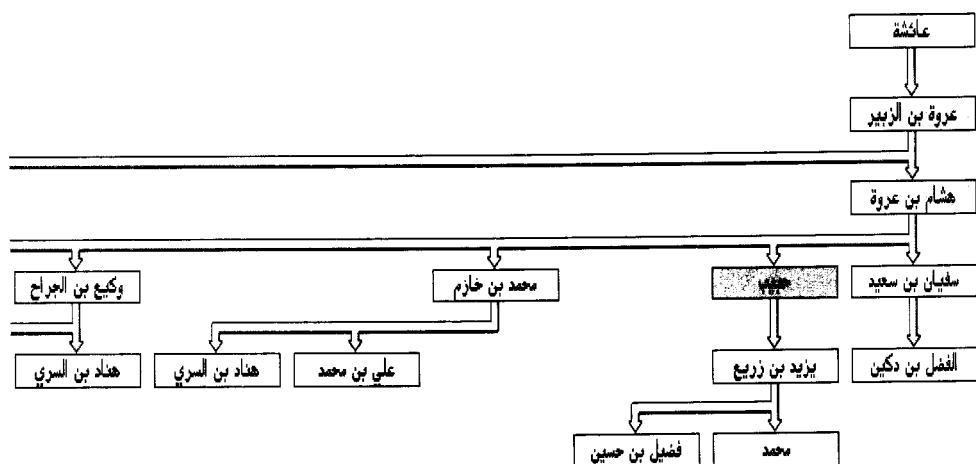 عائشة
عروة بن الزبير
هشام بن عروة
سفيان بن سعيد
حبيب
محمد بن خازم
وكيع بن الجراح
الفضل بن دكين
يزيد بن زريع
علي بن محمد
هناد بن السري
هناد بن السري
محمد
فضيل بن حسين